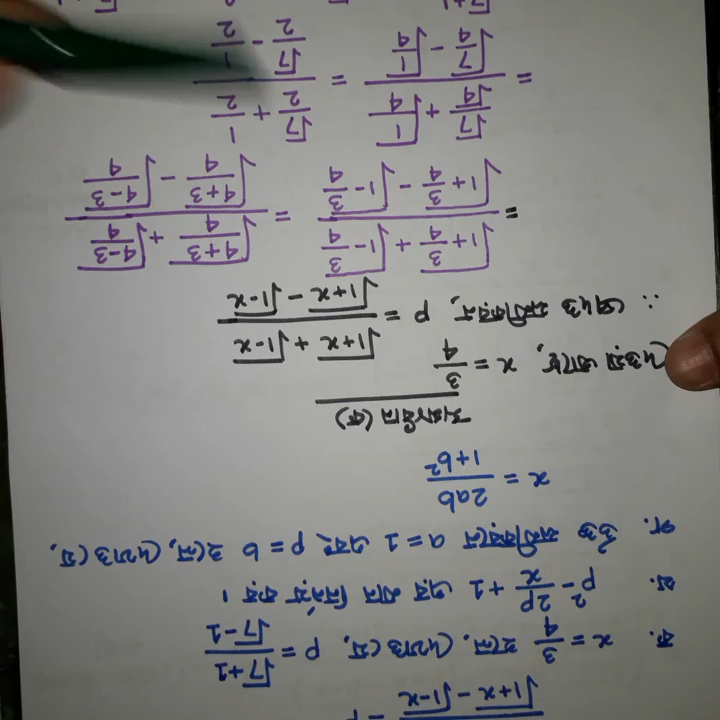 √1+x − √1-x
ক. x = 3/4 হলে, দেখাও যে, p = √7+1 / √7-1
খ. p² - 2p/x + 1 এর মান নির্ণয় কর।
গ. উক্ত সমীকরণে a = 1 এবং p = b হলে, দেখাও যে,
x = 2ab / 1+b²
সমাধান (ক)
দেওয়া আছে, x = 3/4
∴ প্রদত্ত সমীকরণ, p = √1+x + √1-x / √1+x − √1-x
= √1+3/4 + √1-3/4 / √1+3/4 − √1-3/4 = √4+3/4 + √4-3/4 / √4+3/4 − √4-3/4
= √7/√4 + √1/4 / √7/4 − √1/4 = √7/2 + 1/2 / √7/2 − 1/2